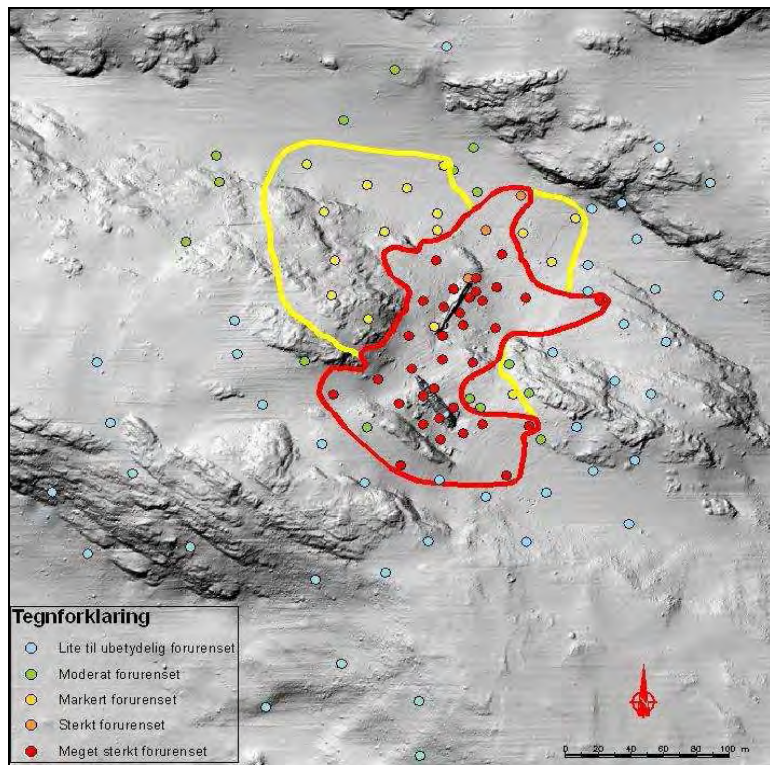 Tegnforklaring
Lite til ubetydelig forurenset
Moderat forurenset
Markert forurenset
Sterkt forurenset
Meget sterkt forurenset
0 20 40 60 80 100 m